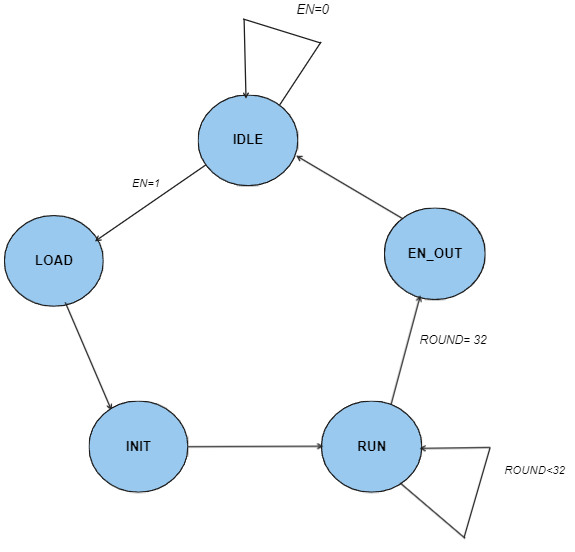 EN=0
IDLE
EN=1
LOAD
EN_OUT
ROUND= 32
INIT
RUN
ROUND<32